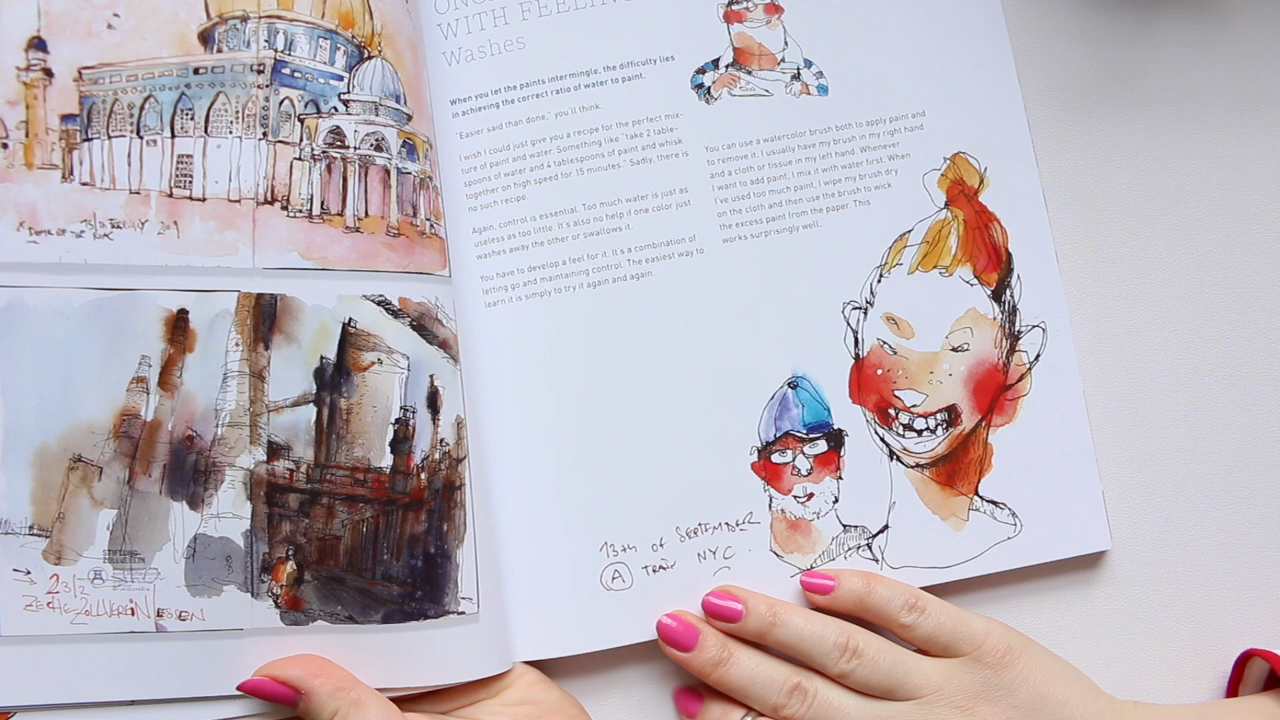 WITH FEELING
Washes
When you let the paints intermingle, the difficulty lies
in achieving the correct ratio of water to paint.
"Easier said than done," you'll think.
I wish I could just give you a recipe for the perfect mix-
ture of paint and water. Something like "take 2 table-
spoons of water and 4 tablespoons of paint and whisk
together on high speed for 15 minutes." Sadly, there is
no such recipe.
Again, control is essential. Too much water is just as
useless as too little. It's also no help if one color just
washes away the other or swallows it.
You have to develop a feel for it. It's a combination of
letting go and maintaining control. The easiest way to
learn it is simply to try it again and again.
You can use a watercolor brush both to apply paint and
to remove it. I usually have my brush in my right hand
and a cloth or tissue in my left hand. Whenever
I want to add paint, I mix it with water first. When
I've used too much paint, I wipe my brush dry
on the cloth and then use the brush to wick
the excess paint from the paper. This
works surprisingly well.
13th of SEPTEMBER
A TRAIN NYC.
DOME OF THE
STIFTUNG
ZOLLVEREIN
23/2
ZECHE ZOLLVEREIN ESSEN